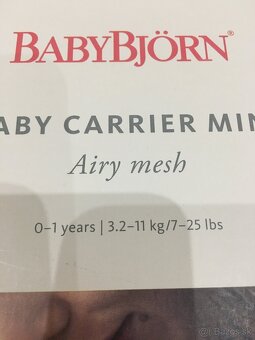 BABYBJÖRN®
ABY CARRIER MIN
Airy mesh
0–1 years | 3.2–11 kg/7–25 lbs